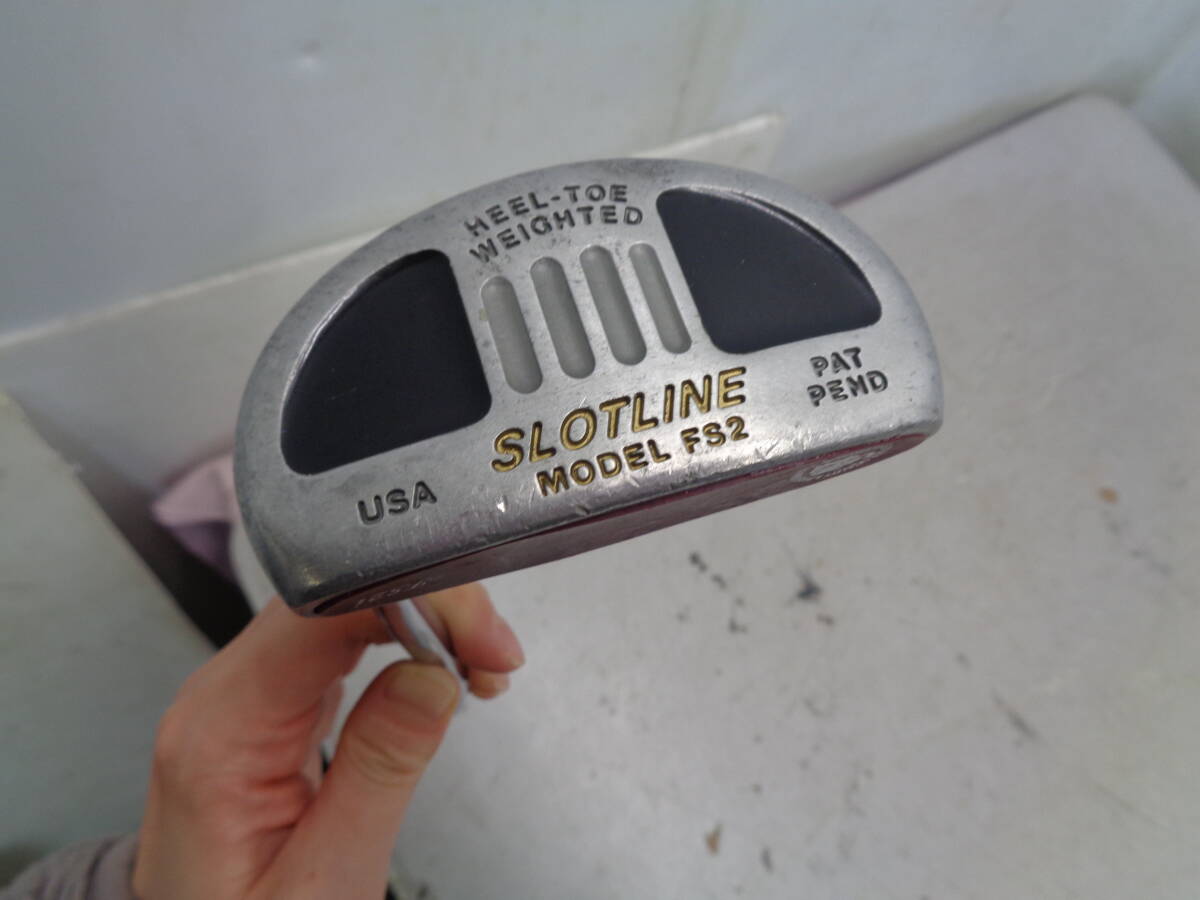 HEEL-TOE
WEIGHTED
SLOTLINE
MODEL FS2
USA
PAT
PEND